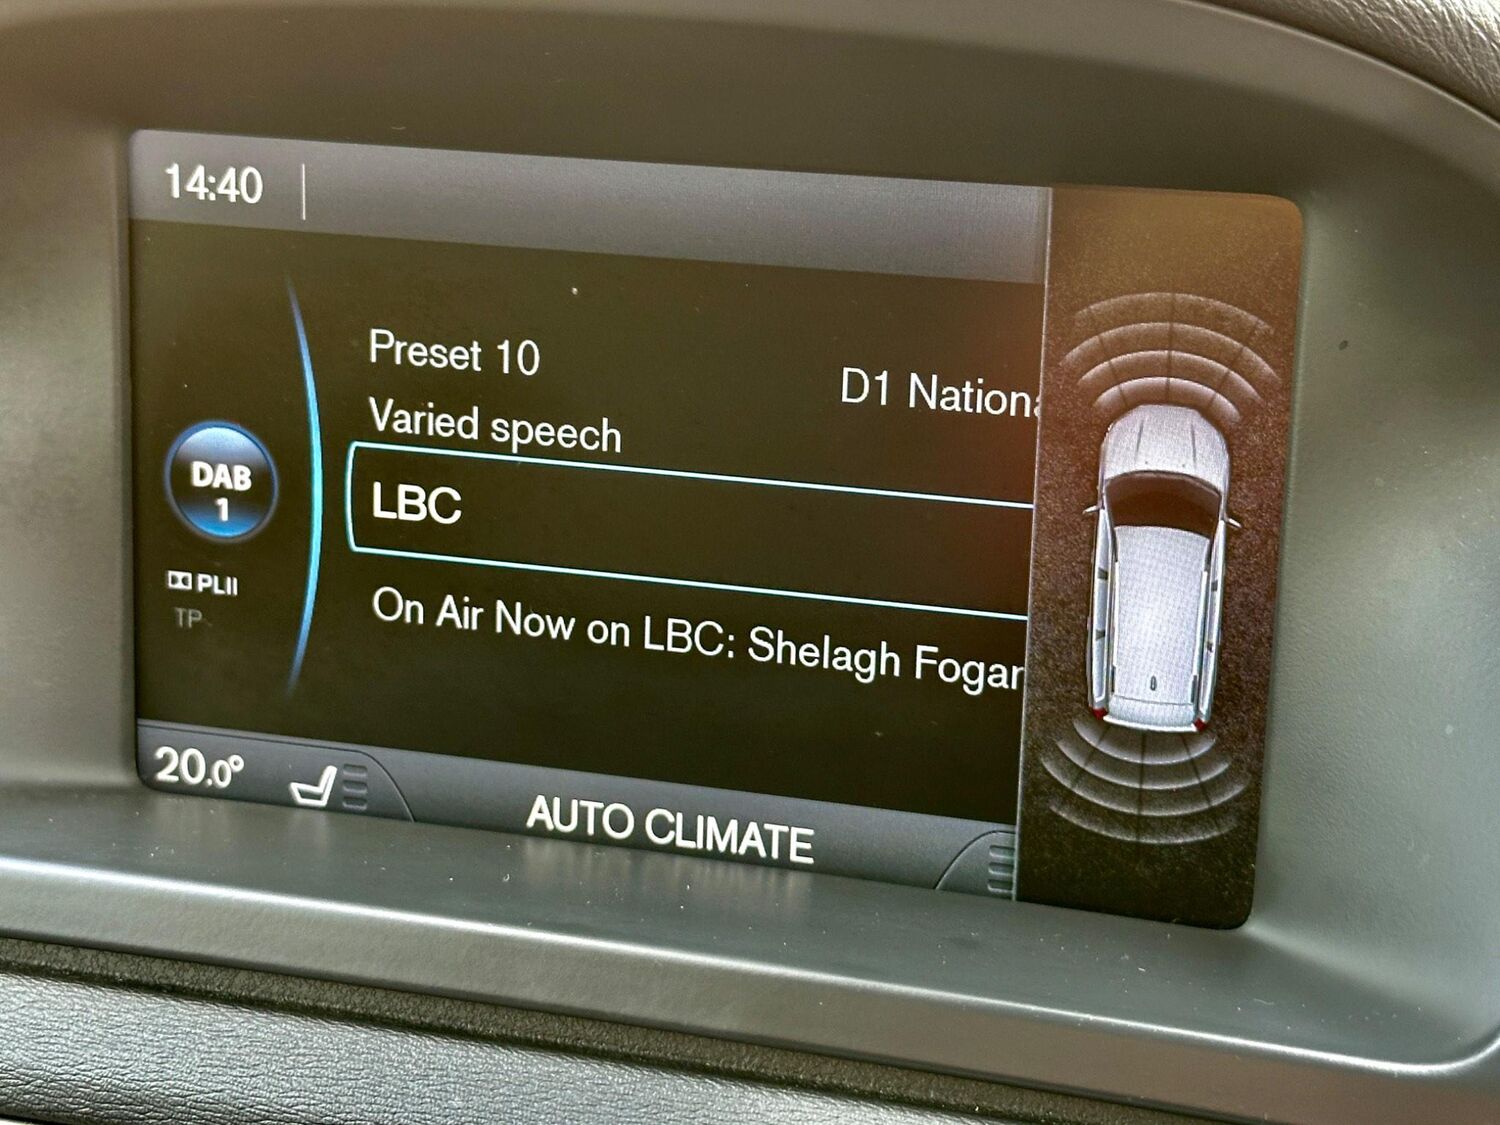 14:40
Preset 10
D1 Nationa
Varied speech
DAB
1
LBC
PLII
TP
On Air Now on LBC: Shelagh Fogar
20.0°
AUTO CLIMATE